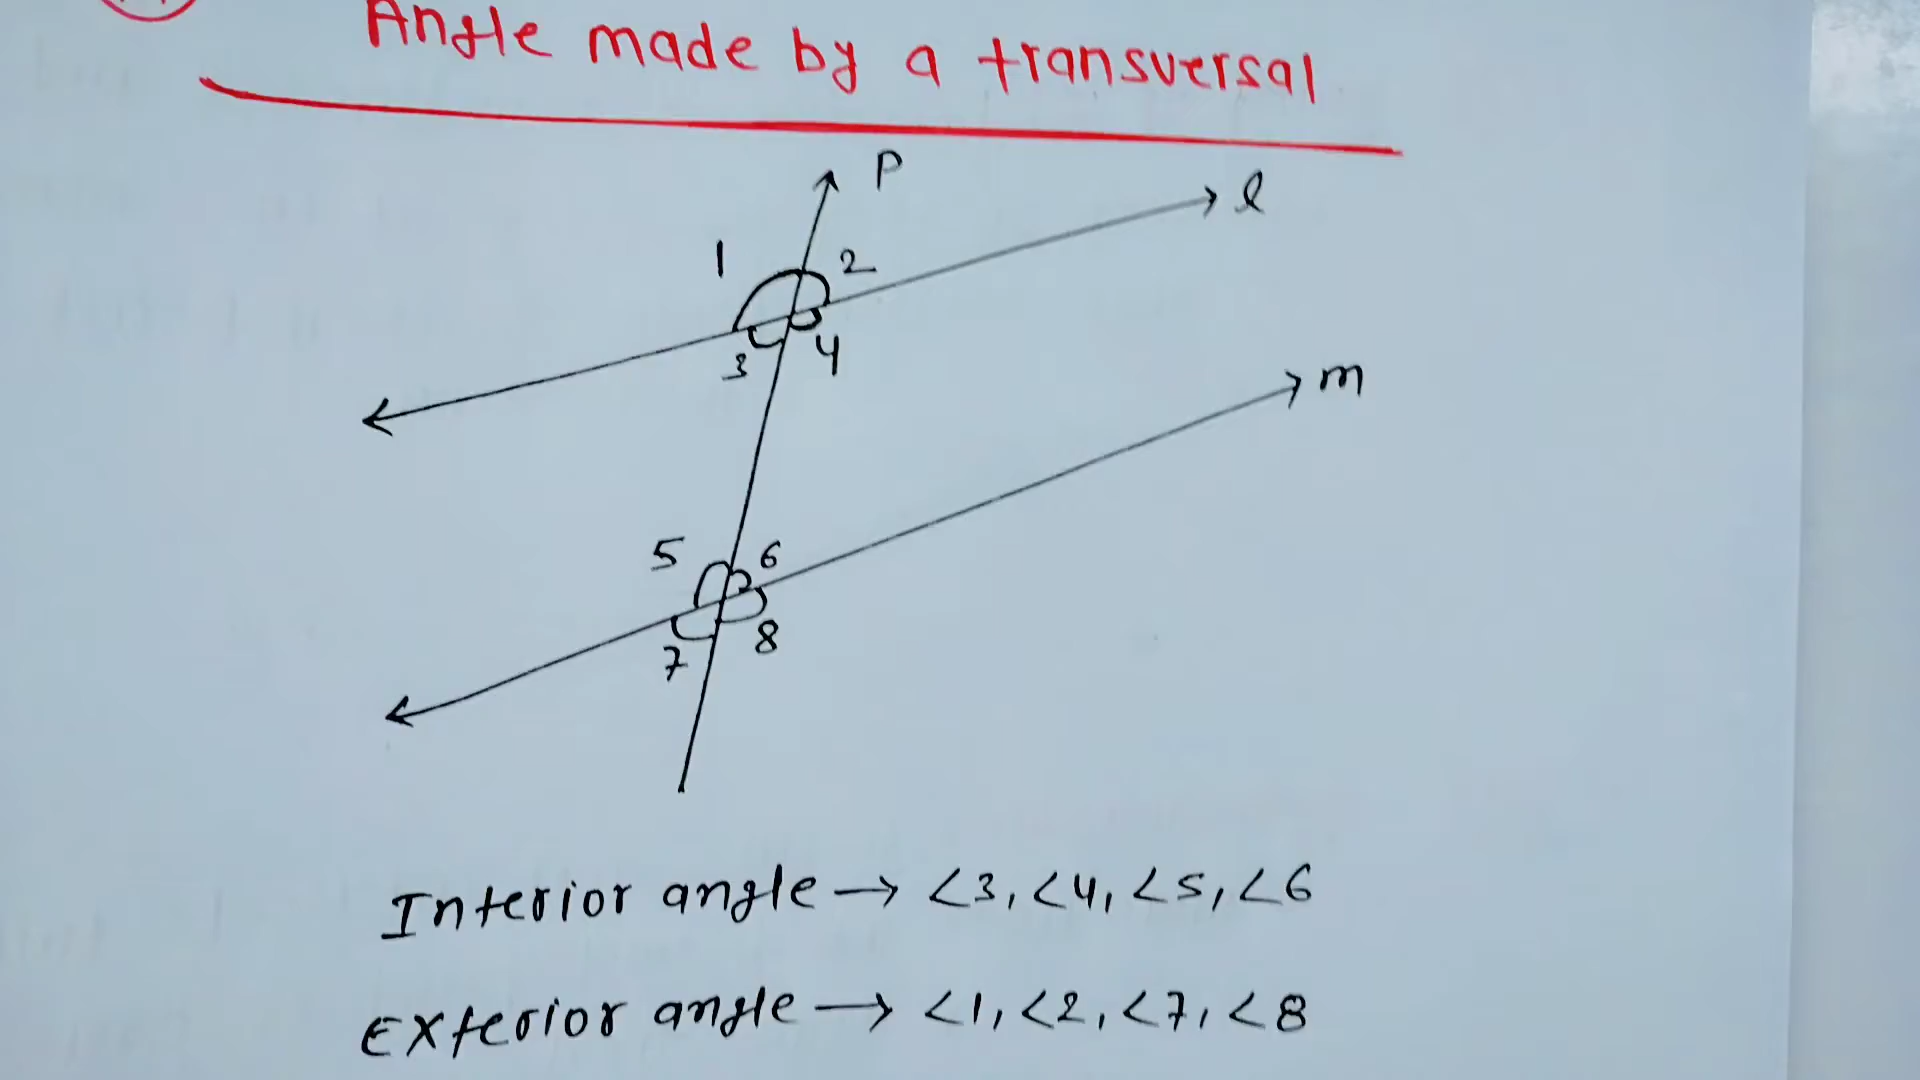 Angle made by a transversal
P
l
1 2
3 4
m
5 6
7 8
Interior angle → <3, <4, <5, <6
Exterior angle → <1, <2, <7, <8